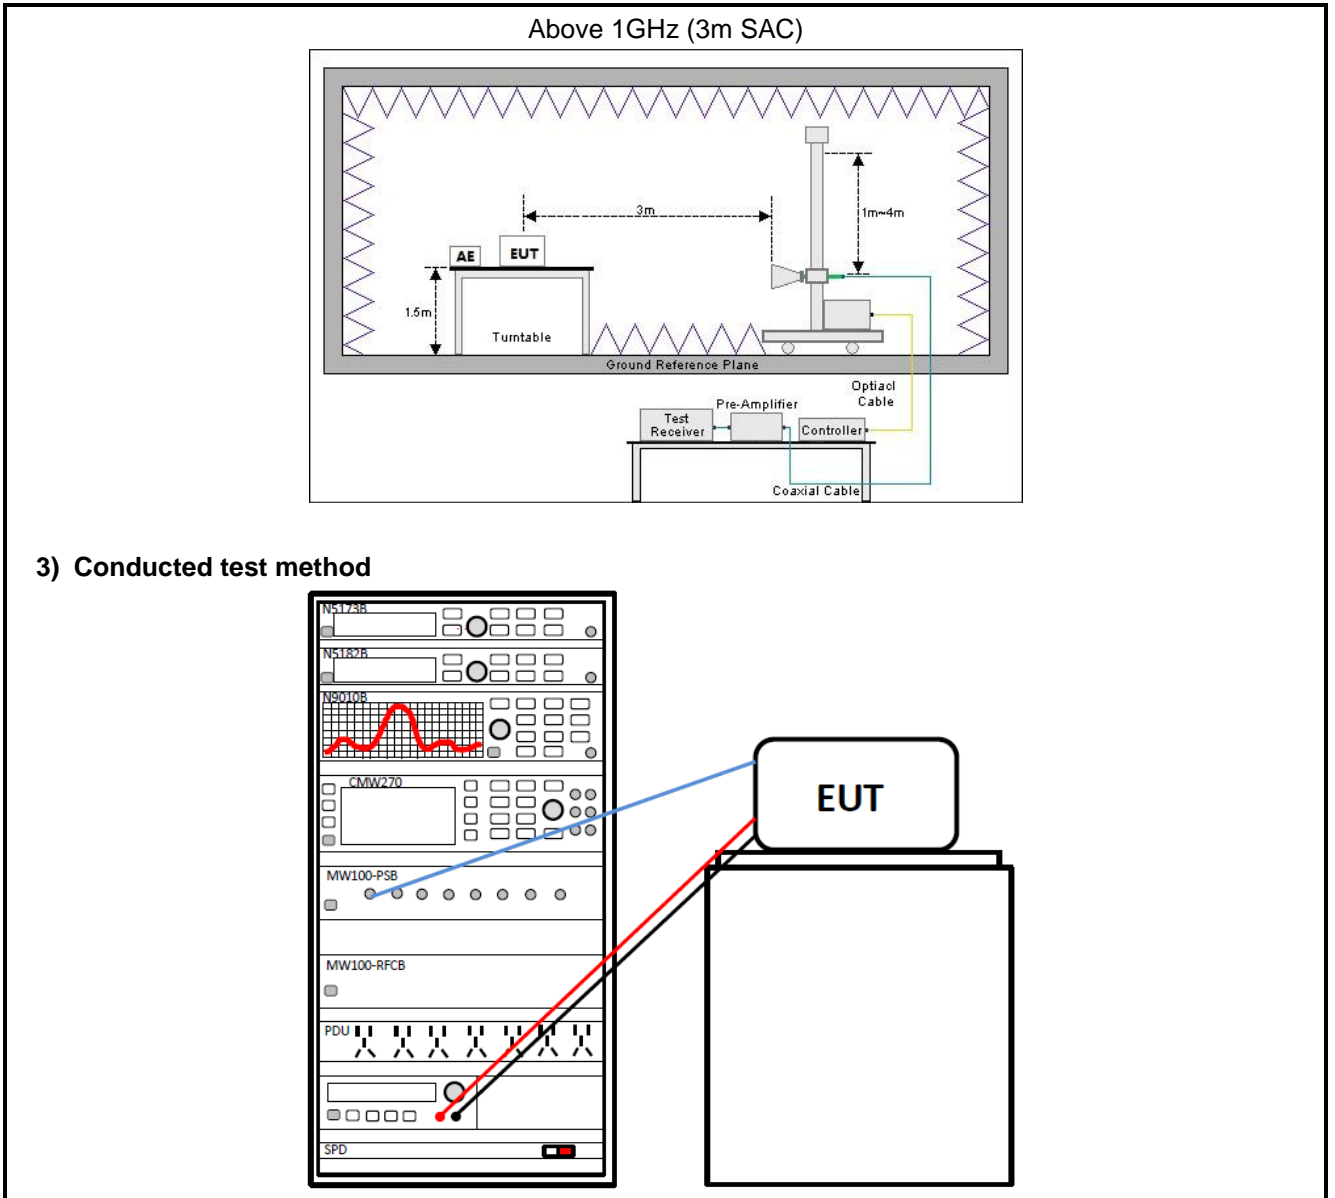 Above 1GHz (3m SAC)
3m
1m~4m
AE
EUT
1.5m
Turntable
Ground Reference Plane
Optiacl
Cable
Pre-Amplifier
Test
Receiver
Controller
Coaxial Cable
3) Conducted test method
N5173B
N5182B
N9010B
CMW270
EUT
MW100-PSB
MW100-RFCB
PDU
SPD